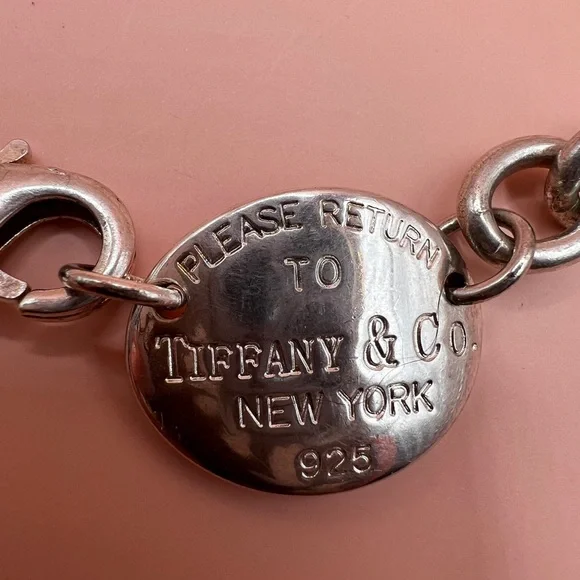 PLEASE RETURN
TO
TIFFANY & CO.
NEW YORK
925